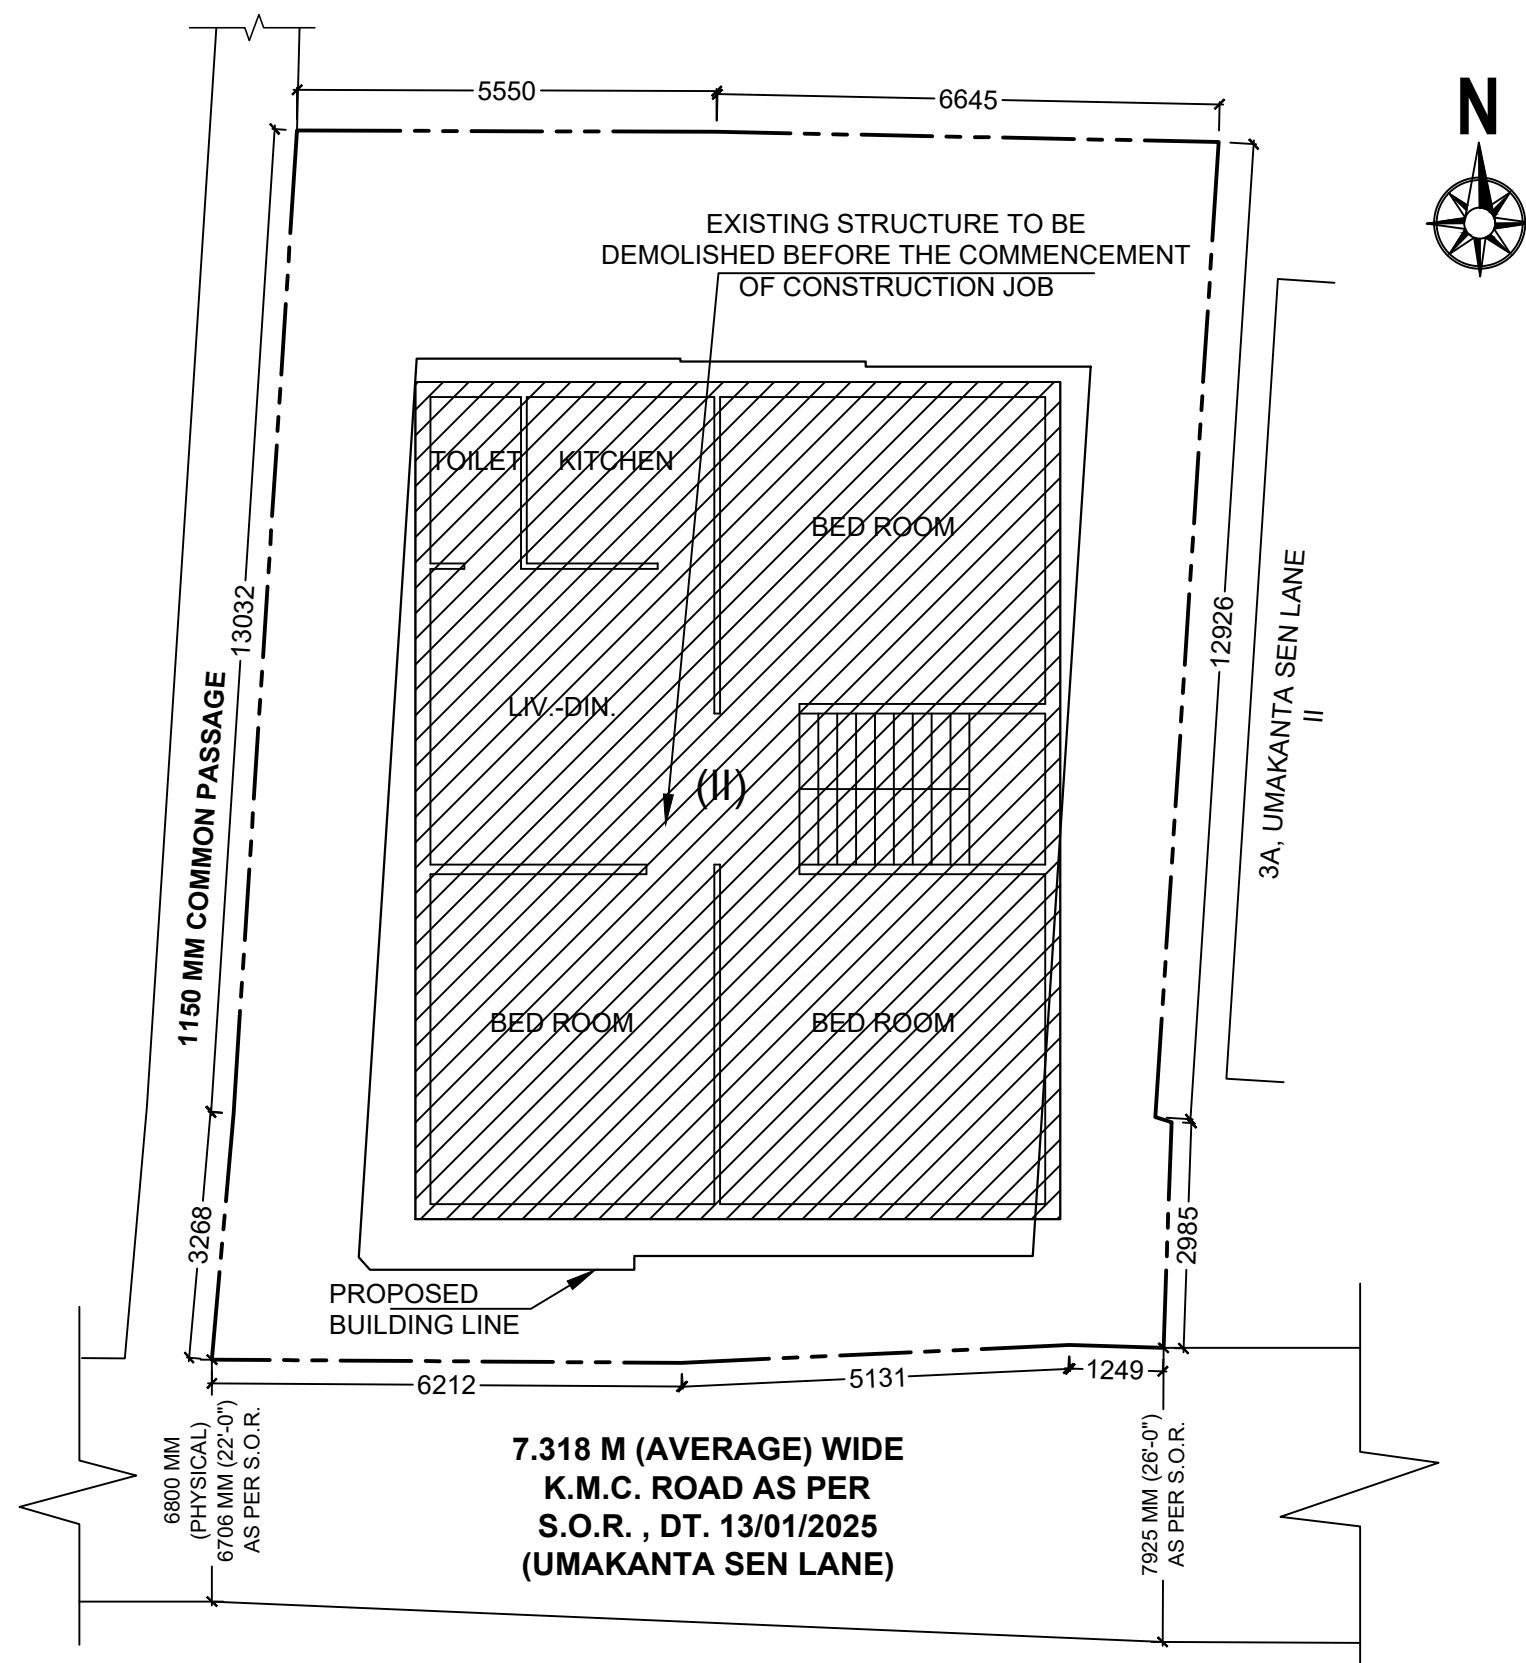 5550
6645
N
EXISTING STRUCTURE TO BE
DEMOLISHED BEFORE THE COMMENCEMENT
OF CONSTRUCTION JOB
TOILET
KITCHEN
BED ROOM
13032
12926
1150 MM COMMON PASSAGE
3A, UMAKANTA SEN LANE
II
LIV.-DIN.
(II)
BED ROOM
BED ROOM
3268
2985
PROPOSED
BUILDING LINE
6212
5131
1249
6800 MM
(PHYSICAL)
6706 MM (22'-0")
AS PER S.O.R.
7.318 M (AVERAGE) WIDE
K.M.C. ROAD AS PER
S.O.R. , DT. 13/01/2025
(UMAKANTA SEN LANE)
7925 MM (26'-0")
AS PER S.O.R.